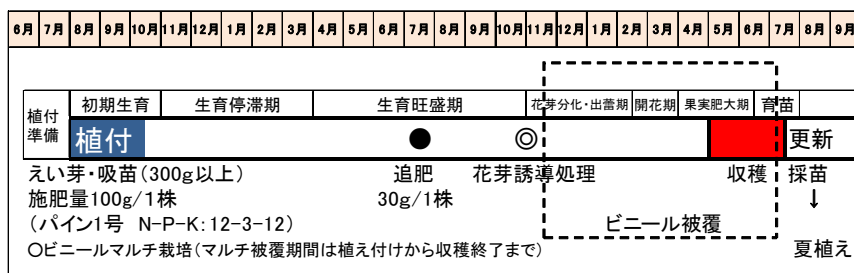 6月 7月 8月 9月 10月 11月 12月 1月 2月 3月 4月 5月 6月 7月 8月 9月 10月 11月 12月 1月 2月 3月 4月 5月 6月 7月 8月 9月
植付準備 初期生育 生育停滞期 生育旺盛期 花芽分化・出蕾期 開花期 果実肥大期 育苗
植付 ● ◎ 更新
えい芽・吸苗(300g以上) 追肥 花芽誘導処理 収穫 採苗
施肥量100g/1株 30g/1株 ↓
(パイン1号 N-P-K:12-3-12) ビニール被覆
○ビニールマルチ栽培(マルチ被覆期間は植え付けから収穫終了まで) 夏植え